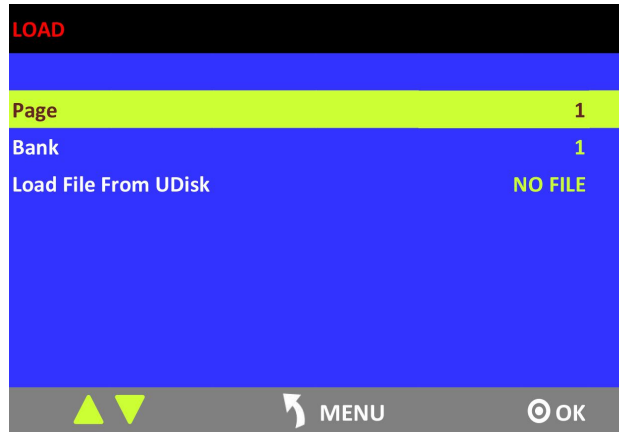 LOAD
Page 1
Bank 1
Load File From UDisk NO FILE
MENU OK